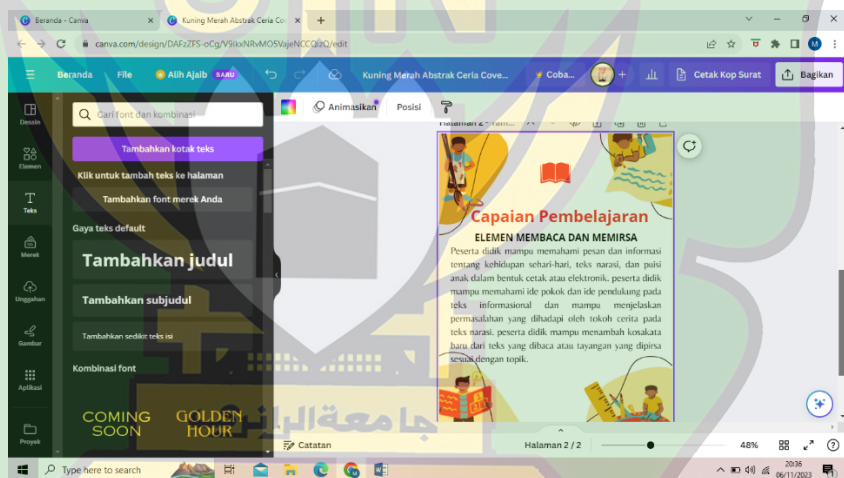 Beranda - Canva
Kuning Merah Abstrak Ceria Co
canva.com/design/DAFzZFS-oCg/V9IkxNRvMO5VajeNCCQizQ/edit
Beranda File Alih Ajaib BARU Kuning Merah Abstrak Ceria Cove... Coba... Cetak Kop Surat Bagikan
Desain
Elemen
Teks
Merek
Unggahan
Gambar
Aplikasi
Proyek
Cari font dan kombinasi
Tambahkan kotak teks
Klik untuk tambah teks ke halaman
Tambahkan font merek Anda
Gaya teks default
Tambahkan judul
Tambahkan subjudul
Tambahkan sedikit teks isi
Kombinasi font
COMING SOON
GOLDEN HOUR
Animasikan Posisi
Halaman 2 -
Capaian Pembelajaran
ELEMEN MEMBACA DAN MEMIRSA
Peserta didik mampu memahami pesan dan informasi
tentang kehidupan sehari-hari, teks narasi, dan puisi
anak dalam bentuk cetak atau elektronik. peserta didik
mampu memahami ide pokok dan ide pendukung pada
teks informasional dan mampu menjelaskan
permasalahan yang dihadapi oleh tokoh cerita pada
teks narasi. peserta didik mampu menambah kosakata
baru dari teks yang dibaca atau tayangan yang dipirsa
sesuai dengan topik.
جامعة الرانري
Catatan
Halaman 2 / 2
48%
Type here to search
20:36
06/11/2023